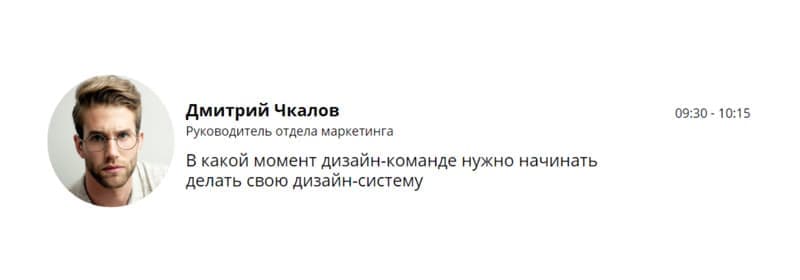 Дмитрий Чкалов
09:30 - 10:15
Руководитель отдела маркетинга
В какой момент дизайн-команде нужно начинать
делать свою дизайн-систему